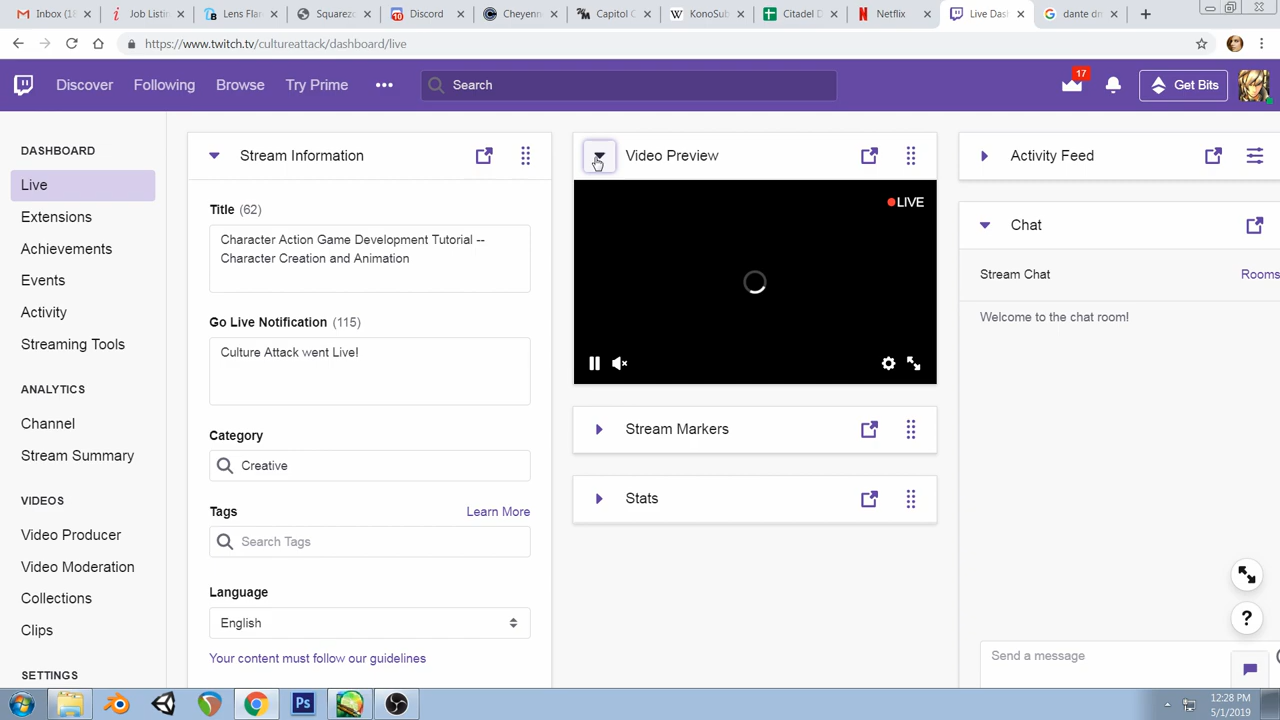 Inbox (16
Job Listin
Lens Flar
Squarez
Discord
Cheyenn
Capitol C
KonoSub
Citadel D
Netflix
Live Das
dante c
https://www.twitch.tv/cultureattack/dashboard/live
Discover
Following
Browse
Try Prime
Search
17
Get Bits
DASHBOARD
Live
Extensions
Achievements
Events
Activity
Streaming Tools
ANALYTICS
Channel
Stream Summary
VIDEOS
Video Producer
Video Moderation
Collections
Clips
SETTINGS
Stream Information
Title (62)
Character Action Game Development Tutorial --
Character Creation and Animation
Go Live Notification (115)
Culture Attack went Live!
Category
Creative
Tags
Learn More
Search Tags
Language
English
Your content must follow our guidelines
Video Preview
LIVE
Stream Markers
Stats
Activity Feed
Chat
Stream Chat
Rooms
Welcome to the chat room!
?
Send a message
Ps
12:28 PM
5/1/2019